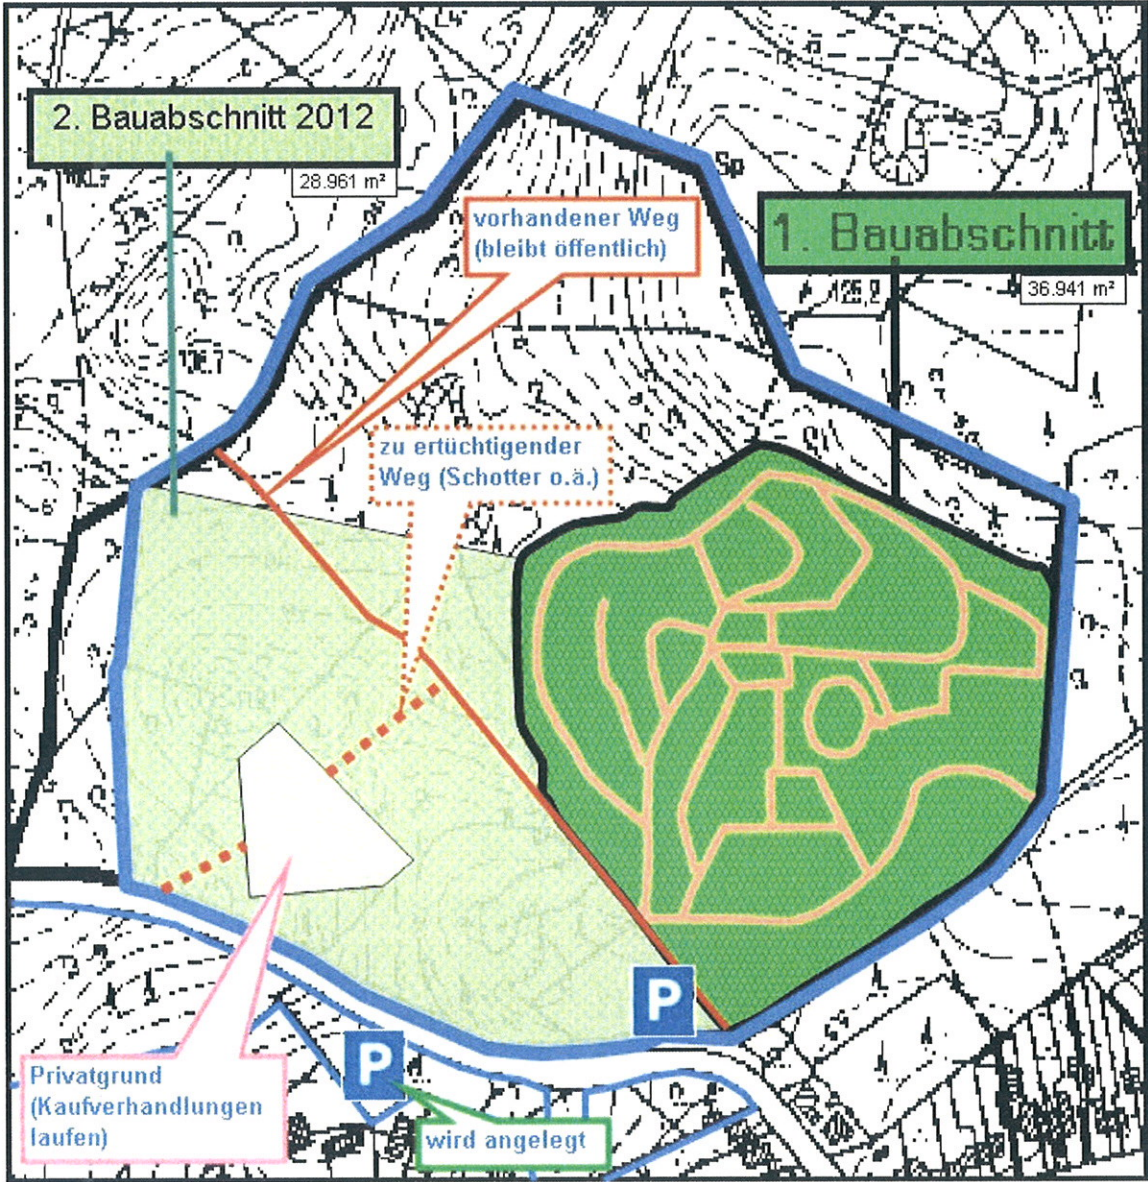 2. Bauabschnitt 2012
28.961 m²
vorhandener Weg
(bleibt öffentlich)
Sp
1. Bauabschnitt
36.941 m²
zu ertüchtigender
Weg (Schotter o.ä.)
P
P
Privatgrund
(Kaufverhandlungen
laufen)
wird angelegt